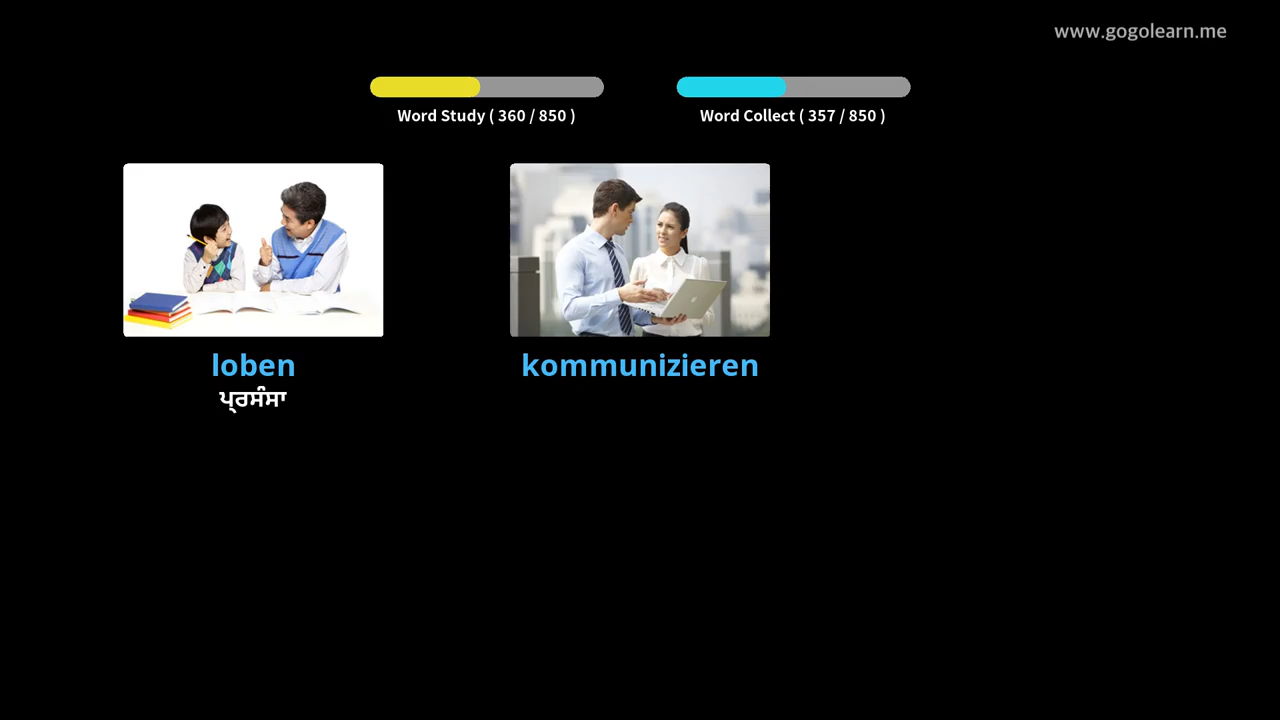 www.gogolearn.me
Word Study ( 360 / 850 )
Word Collect ( 357 / 850 )
loben
ਪ੍ਰਸੰਸਾ
kommunizieren